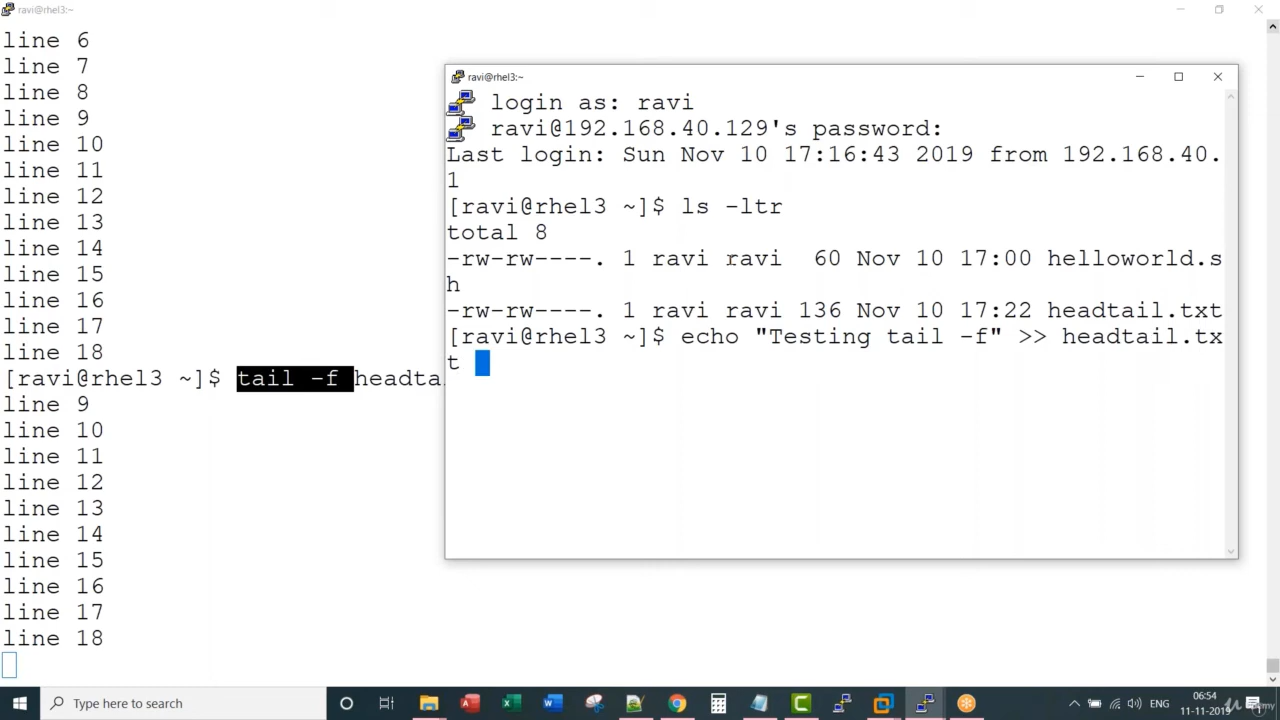 ravi@rhel3:~
line 6
line 7
line 8
line 9
line 10
line 11
line 12
line 13
line 14
line 15
line 16
line 17
line 18
[ravi@rhel3 ~]$ tail -f headta
line 9
line 10
line 11
line 12
line 13
line 14
line 15
line 16
line 17
line 18
ravi@rhel3:~
login as: ravi
ravi@192.168.40.129's password:
Last login: Sun Nov 10 17:16:43 2019 from 192.168.40.
1
[ravi@rhel3 ~]$ ls -ltr
total 8
-rw-rw----. 1 ravi ravi  60 Nov 10 17:00 helloworld.s
h
-rw-rw----. 1 ravi ravi 136 Nov 10 17:22 headtail.txt
[ravi@rhel3 ~]$ echo "Testing tail -f" >> headtail.tx
t
Type here to search
ENG
06:54
11-11-2019